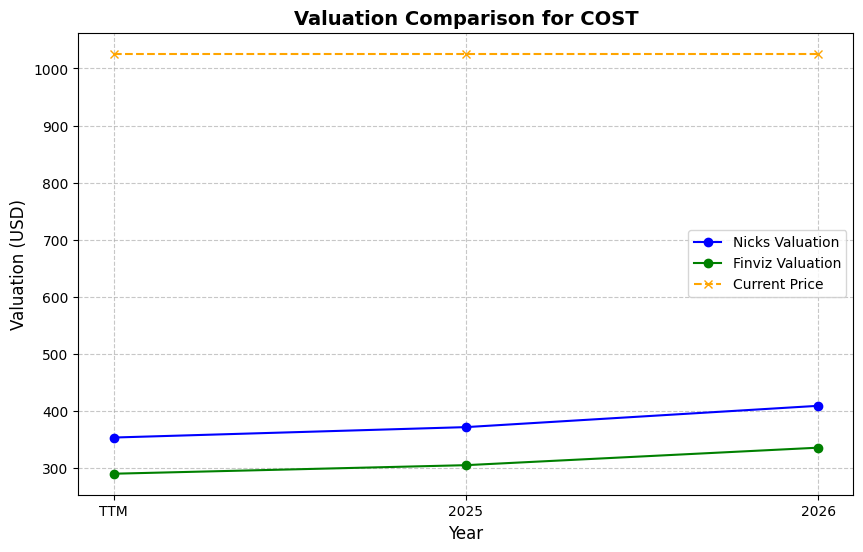 Valuation Comparison for COST
Valuation (USD)
1000
900
800
700
600
500
400
300
Nicks Valuation
Finviz Valuation
Current Price
TTM
2025
2026
Year